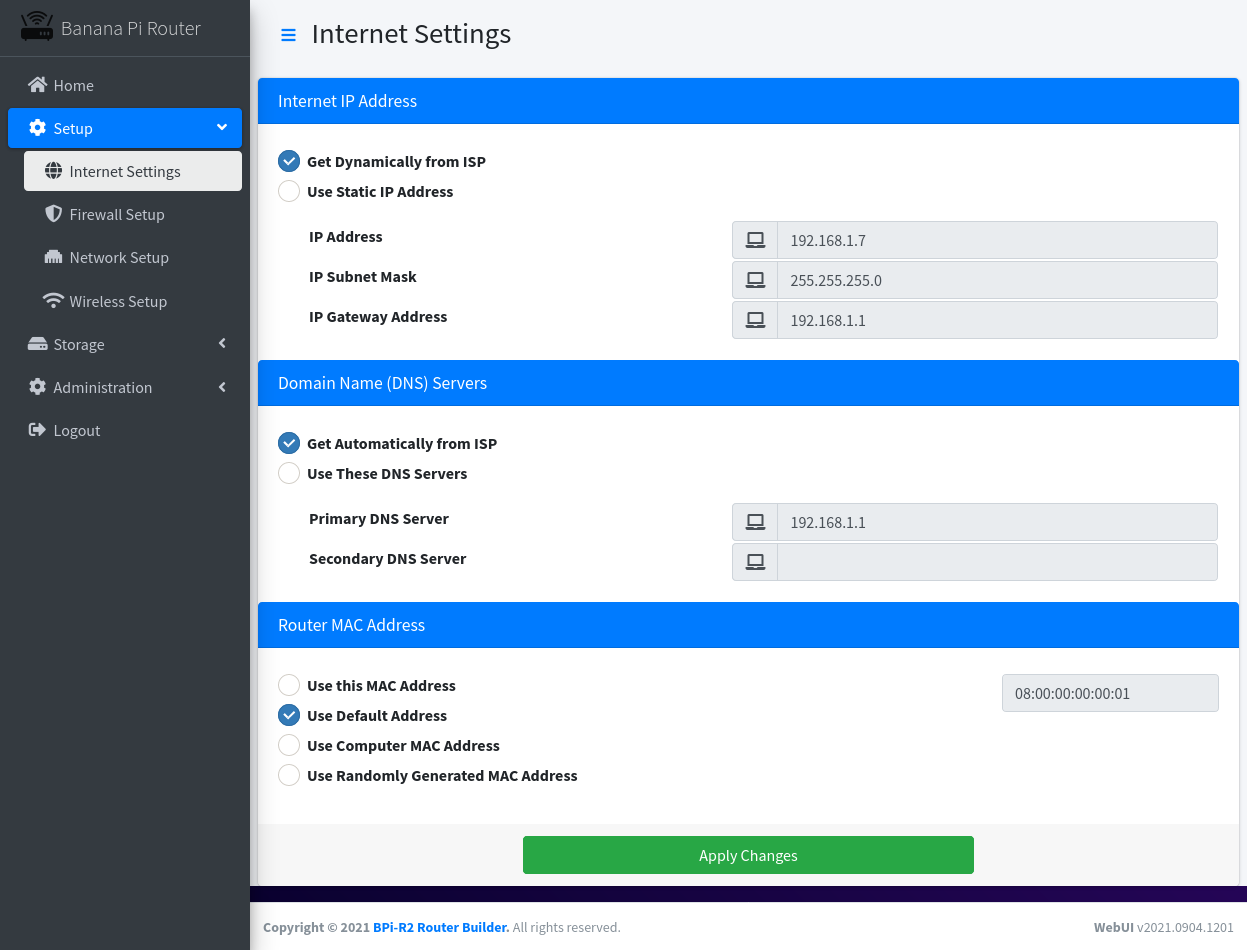 Banana Pi Router
Internet Settings
Home
Setup
Internet Settings
Firewall Setup
Network Setup
Wireless Setup
Storage
Administration
Logout
Internet IP Address
Get Dynamically from ISP
Use Static IP Address
IP Address 192.168.1.7
IP Subnet Mask 255.255.255.0
IP Gateway Address 192.168.1.1
Domain Name (DNS) Servers
Get Automatically from ISP
Use These DNS Servers
Primary DNS Server 192.168.1.1
Secondary DNS Server
Router MAC Address
Use this MAC Address 08:00:00:00:00:01
Use Default Address
Use Computer MAC Address
Use Randomly Generated MAC Address
Apply Changes
Copyright © 2021 BPi-R2 Router Builder. All rights reserved. WebUI v2021.0904.1201